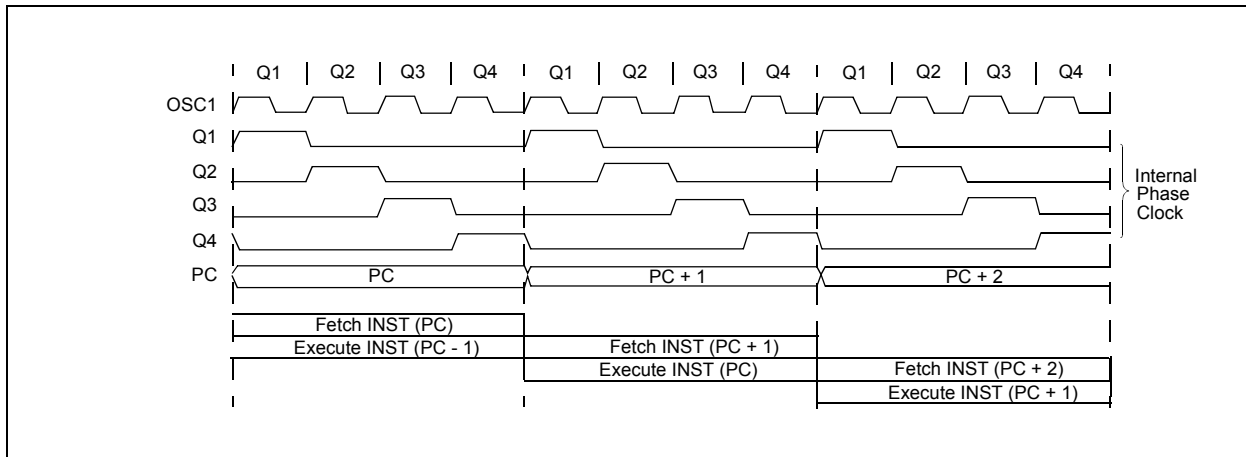 Q1 Q2 Q3 Q4 Q1 Q2 Q3 Q4 Q1 Q2 Q3 Q4
OSC1
Q1
Q2
Q3
Q4
PC
Internal
Phase
Clock
PC PC + 1 PC + 2
Fetch INST (PC)
Execute INST (PC - 1) Fetch INST (PC + 1)
Execute INST (PC) Fetch INST (PC + 2)
Execute INST (PC + 1)